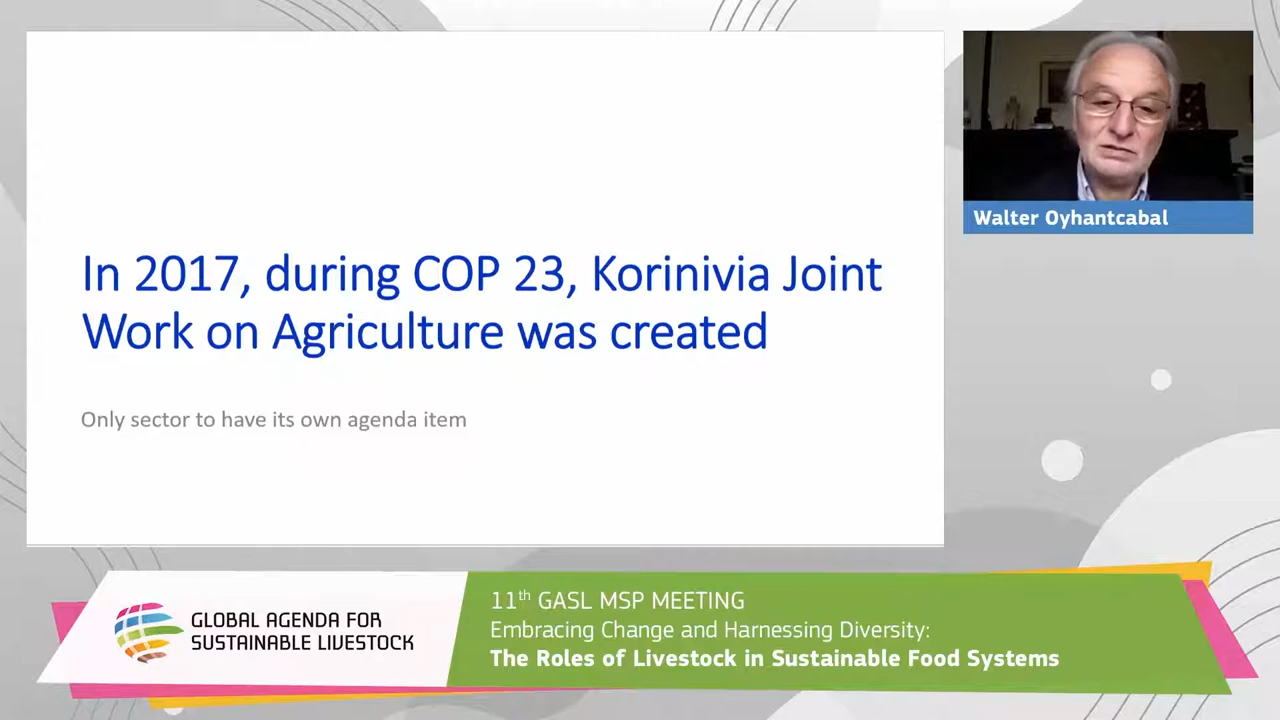 In 2017, during COP 23, Korinivia Joint
Work on Agriculture was created
Only sector to have its own agenda item
Walter Oyhantcabal
GLOBAL AGENDA FOR
SUSTAINABLE LIVESTOCK
11th GASL MSP MEETING
Embracing Change and Harnessing Diversity:
The Roles of Livestock in Sustainable Food Systems